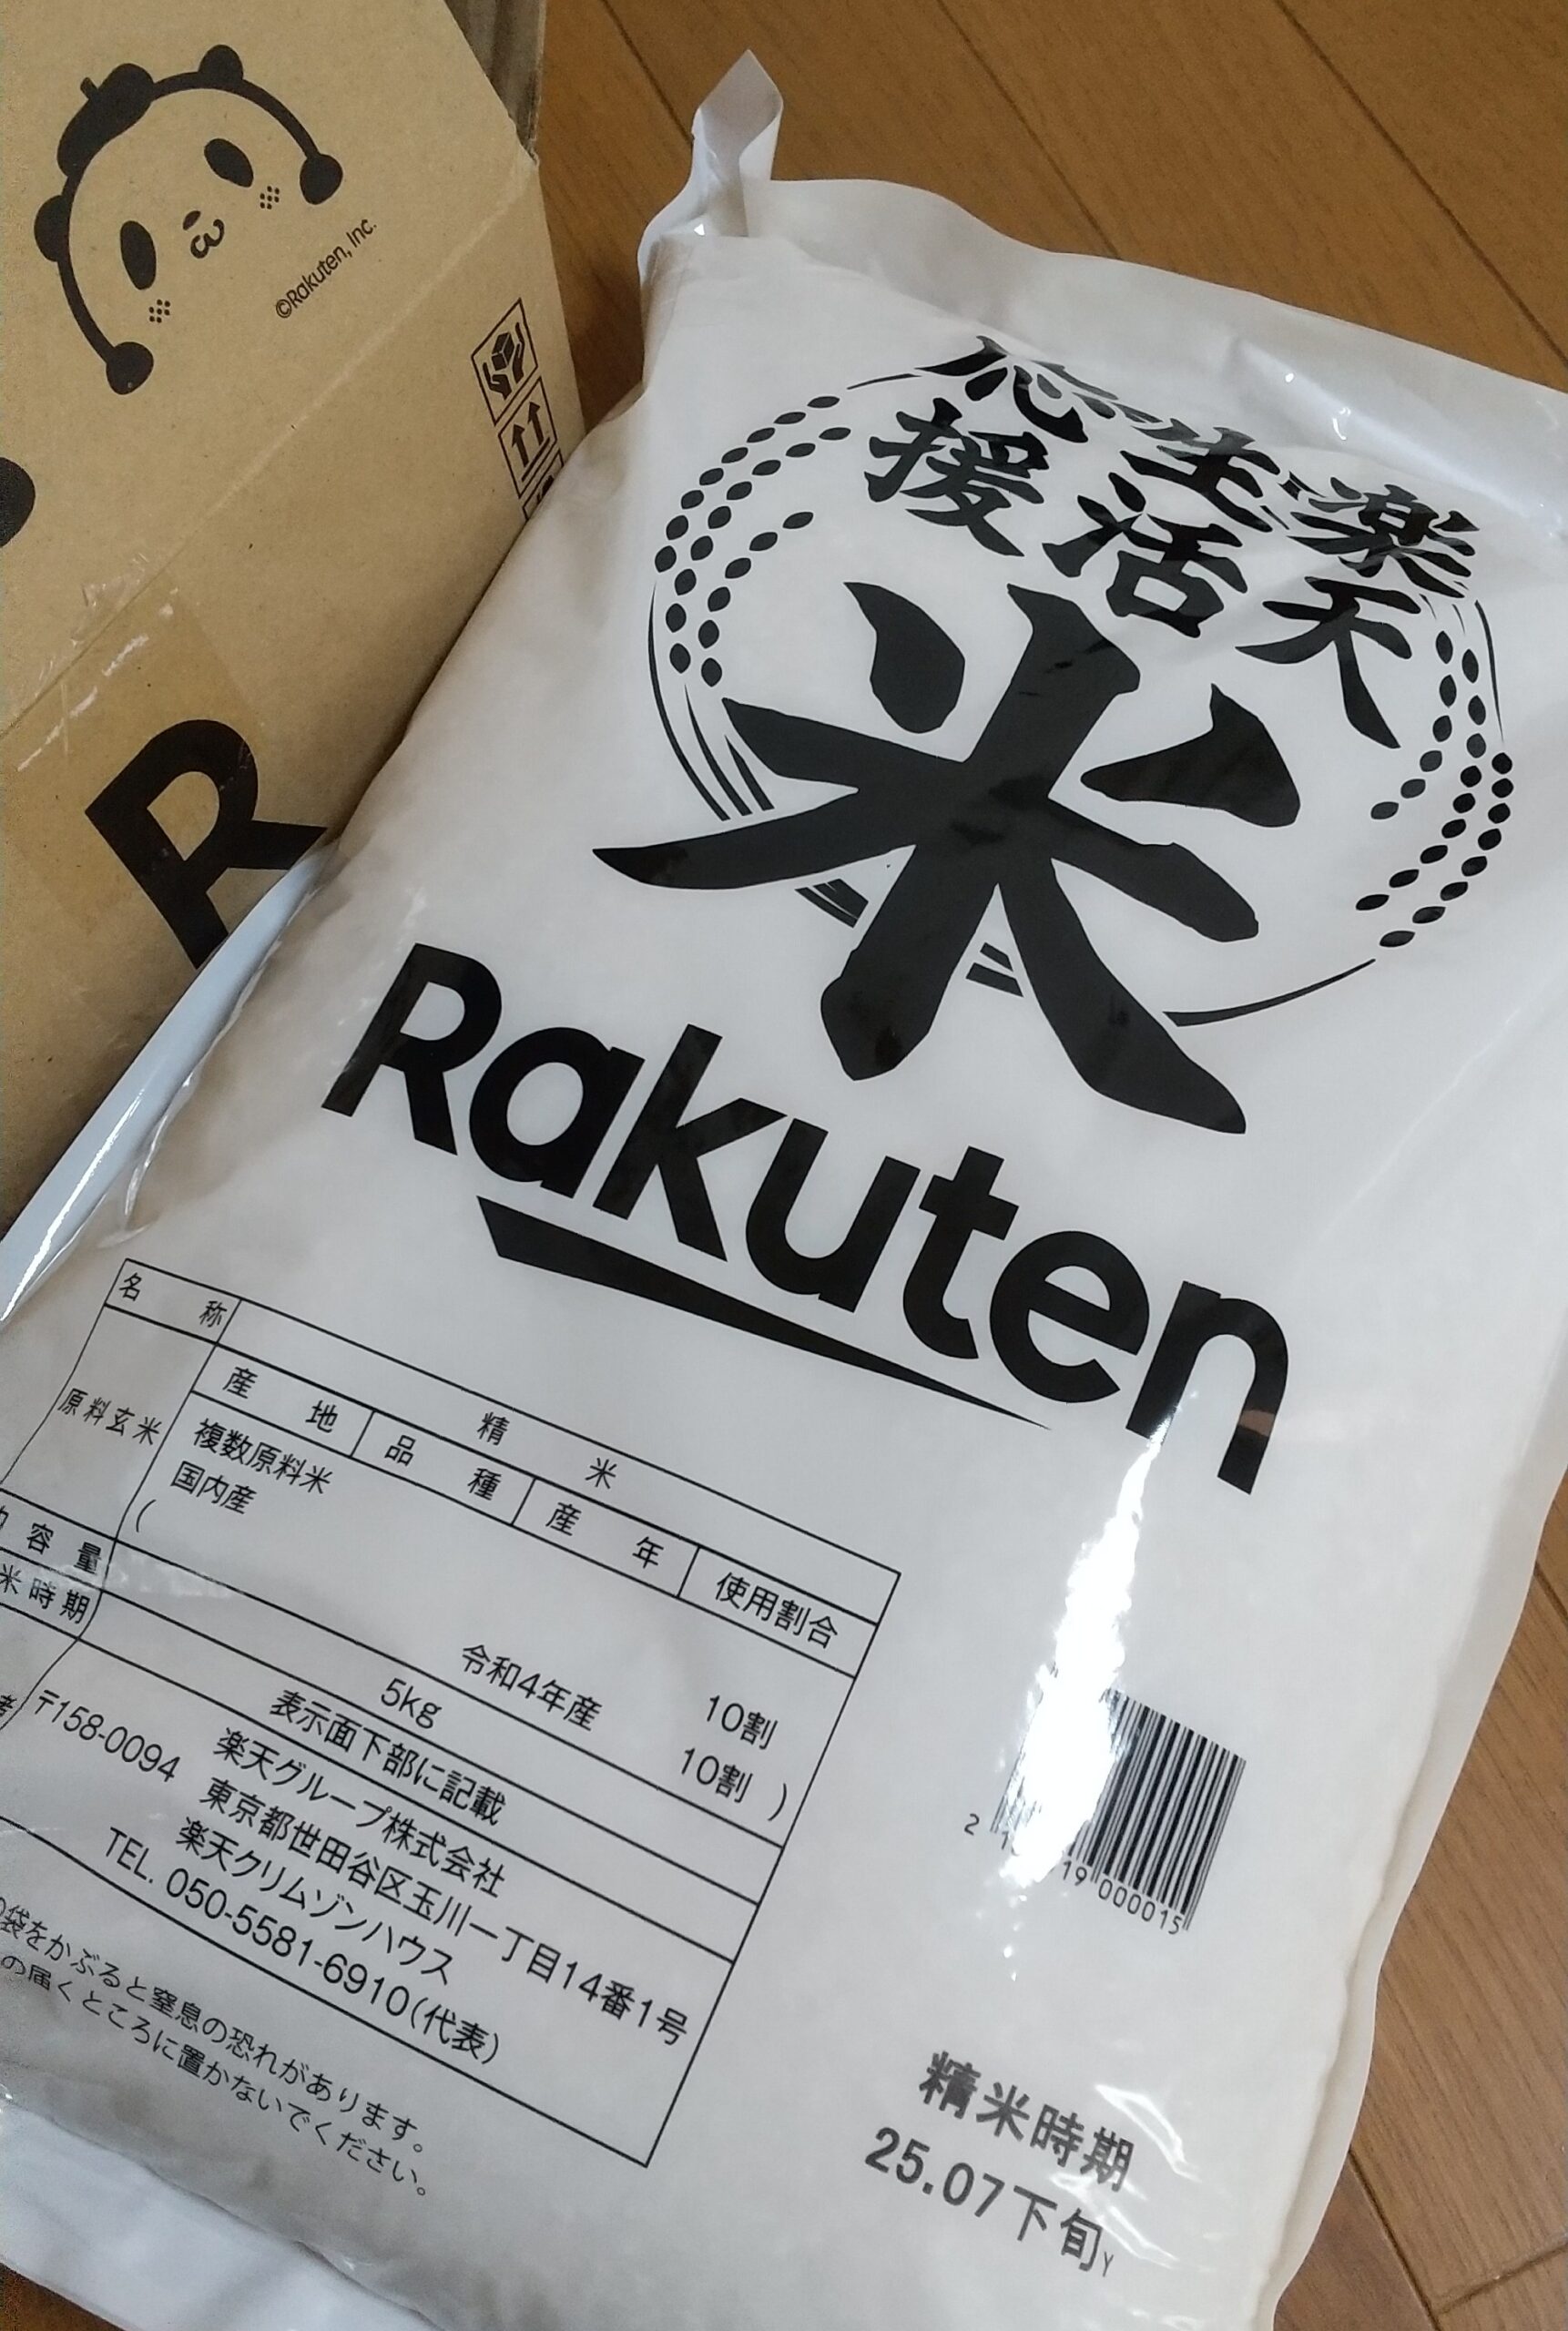 ©Rakuten, Inc.
R
楽天
生活
応援
米
Rakuten
名 称 精 米
原料玄米 産 地 品 種 産 年 使用割合
複数原料米
国内産 10割
( 令和4年産 10割 )
容量 5kg
米時期 表示面下部に記載
者 楽天グループ株式会社
〒158-0094 東京都世田谷区玉川一丁目14番1号
楽天クリムゾンハウス
TEL. 050-5581-6910(代表)
袋をかぶると窒息の恐れがあります。
の届くところに置かないでください。
19 000015
精米時期
25.07下旬Y